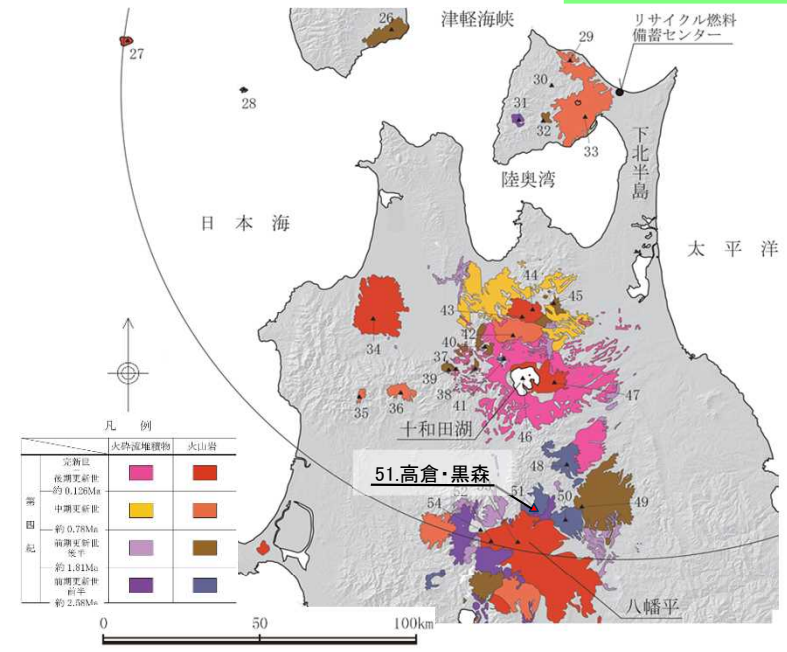 26
津軽海峡
リサイクル燃料
備蓄センター
27
29
30
28
31
32
33
下北半島
陸奥湾
日本海
太平洋
44
45
43
42
34
40
37
39
38
41
35
36
47
46
十和田湖
凡 例
火砕流堆積物
火山岩
第四紀
完新世
後期更新世
約 0.126Ma
中期更新世
約 0.78Ma
前期更新世
後半
約 1.81Ma
前期更新世
前半
約 2.58Ma
48
51.高倉・黒森
51
50
49
54
八幡平
0
50
100km